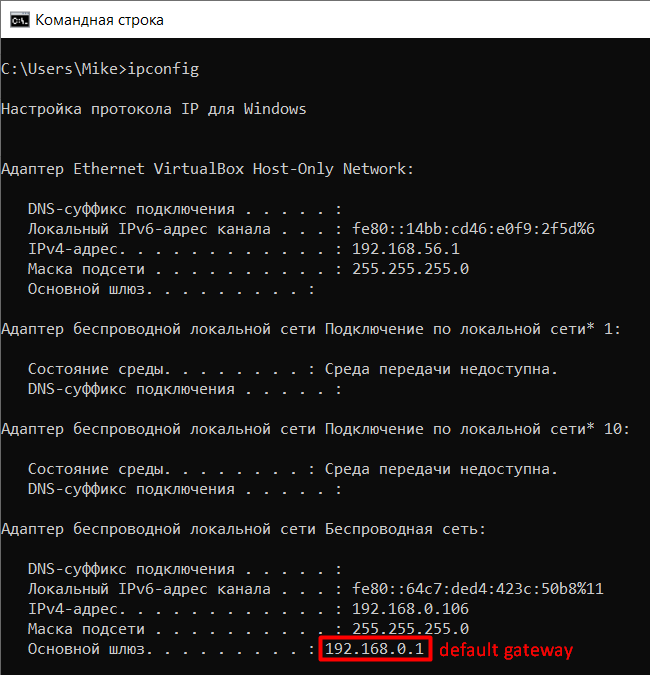 Командная строка
C:\Users\Mike>ipconfig
Настройка протокола IP для Windows
Адаптер Ethernet VirtualBox Host-Only Network:
DNS-суффикс подключения . . . . . :
Локальный IPv6-адрес канала . . . : fe80::14bb:cd46:e0f9:2f5d%6
IPv4-адрес. . . . . . . . . . . . : 192.168.56.1
Маска подсети . . . . . . . . . . : 255.255.255.0
Основной шлюз. . . . . . . . . :
Адаптер беспроводной локальной сети Подключение по локальной сети* 1:
Состояние среды. . . . . . . . : Среда передачи недоступна.
DNS-суффикс подключения . . . . . :
Адаптер беспроводной локальной сети Подключение по локальной сети* 10:
Состояние среды. . . . . . . . : Среда передачи недоступна.
DNS-суффикс подключения . . . . . :
Адаптер беспроводной локальной сети Беспроводная сеть:
DNS-суффикс подключения . . . . . :
Локальный IPv6-адрес канала . . . : fe80::64c7:ded4:423c:50b8%11
IPv4-адрес. . . . . . . . . . . . : 192.168.0.106
Маска подсети . . . . . . . . . . : 255.255.255.0
Основной шлюз. . . . . . . . . : 192.168.0.1 default gateway